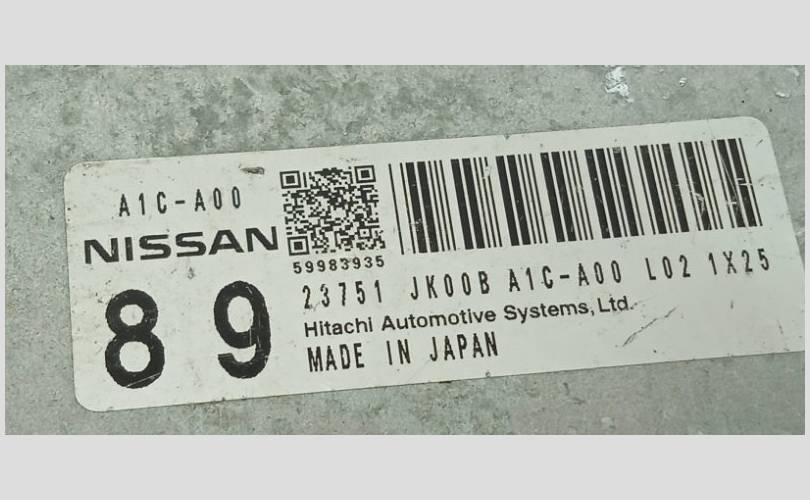 A1C-A00
NISSAN
89
59983935
23751 JK00B A1C-A00 L02 1X25
Hitachi Automotive Systems, Ltd.
MADE IN JAPAN